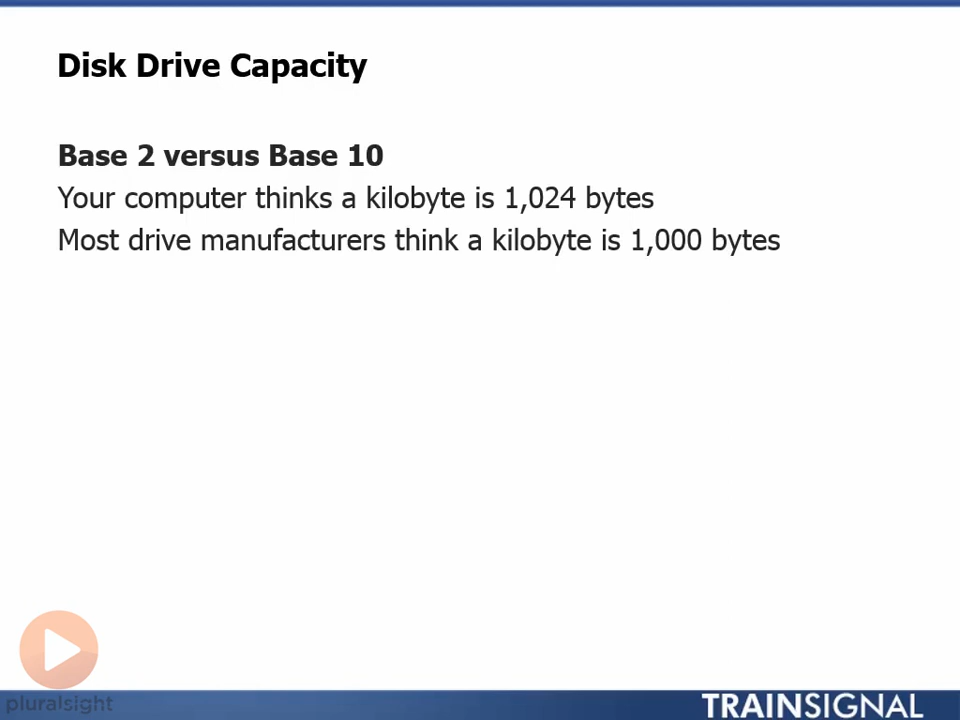 Disk Drive Capacity
Base 2 versus Base 10
Your computer thinks a kilobyte is 1,024 bytes
Most drive manufacturers think a kilobyte is 1,000 bytes
pluralsight
TRAINSIGNAL